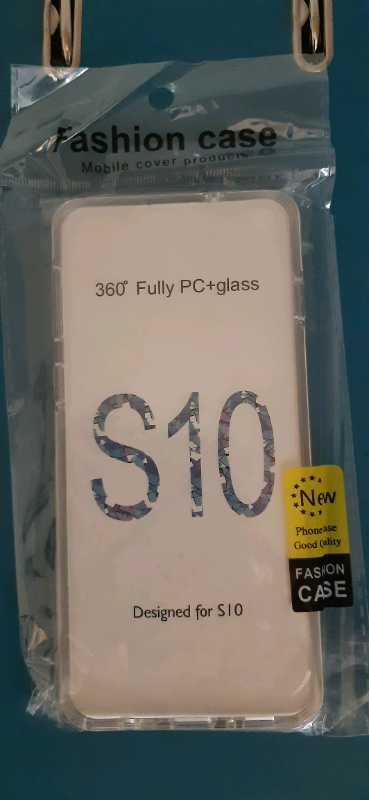 Fashion case
Mobile cover products
360° Fully PC+glass
S10
New
Phonecase
Good Quality
FASHION
CASE
Designed for S10